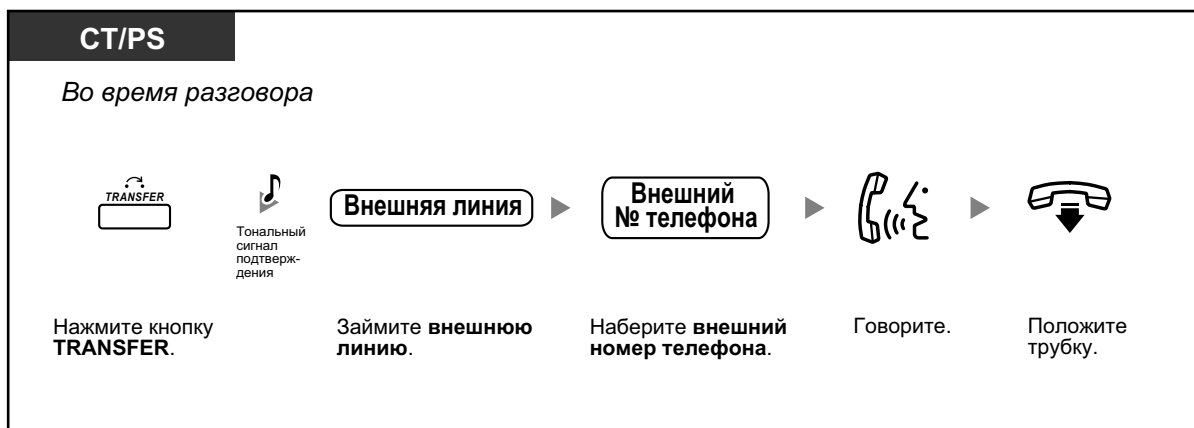 CT/PS
Во время разговора
TRANSFER
Тональный
сигнал
подтверж-
дения
Внешняя линия
Внешний
№ телефона
Нажмите кнопку
TRANSFER.
Займите внешнюю
линию.
Наберите внешний
номер телефона.
Говорите.
Положите
трубку.